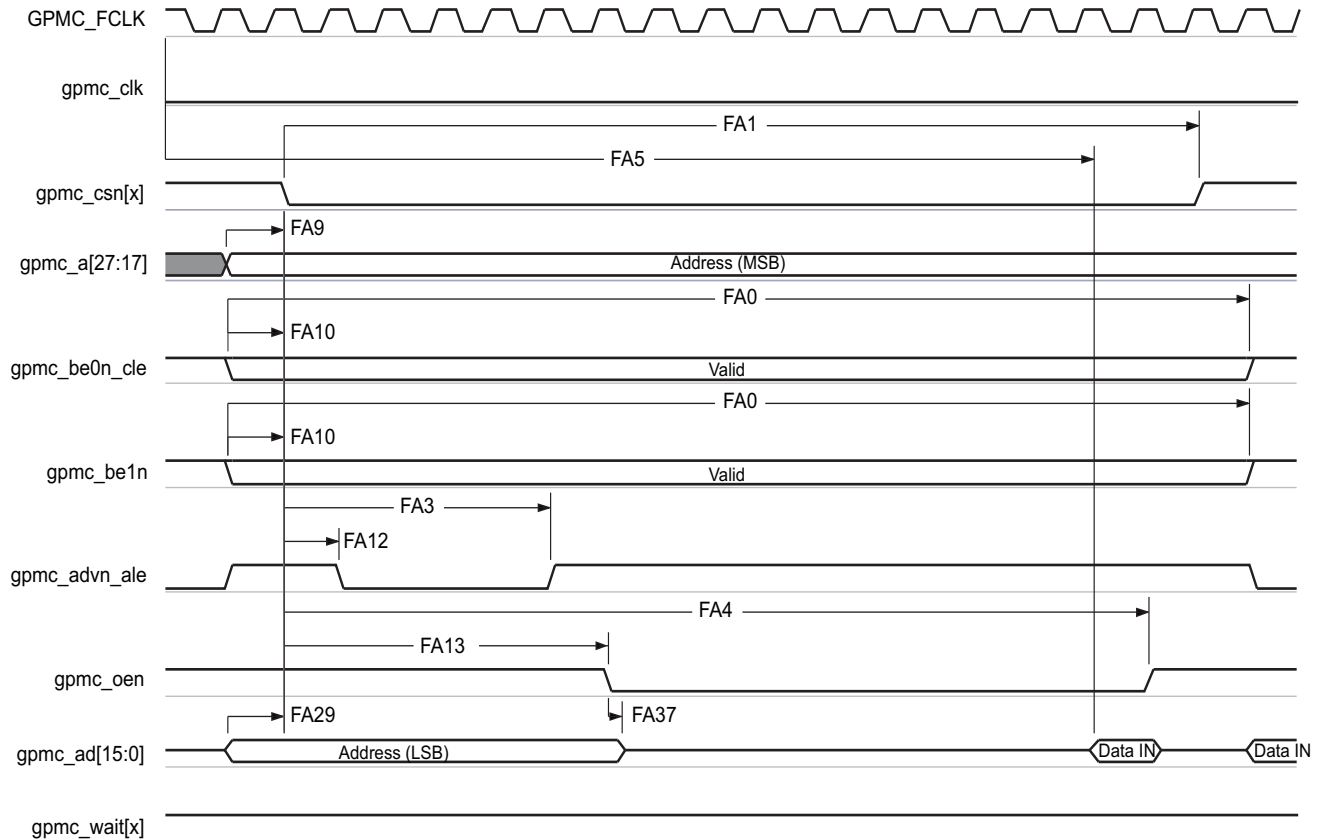 GPMC_FCLK
gpmc_clk
FA1
FA5
gpmc_csn[x]
FA9
gpmc_a[27:17]
Address (MSB)
FA0
FA10
gpmc_be0n_cle
Valid
FA0
FA10
gpmc_be1n
Valid
FA3
FA12
gpmc_advn_ale
FA4
FA13
gpmc_oen
FA29
FA37
gpmc_ad[15:0]
Address (LSB)
Data IN
Data IN
gpmc_wait[x]